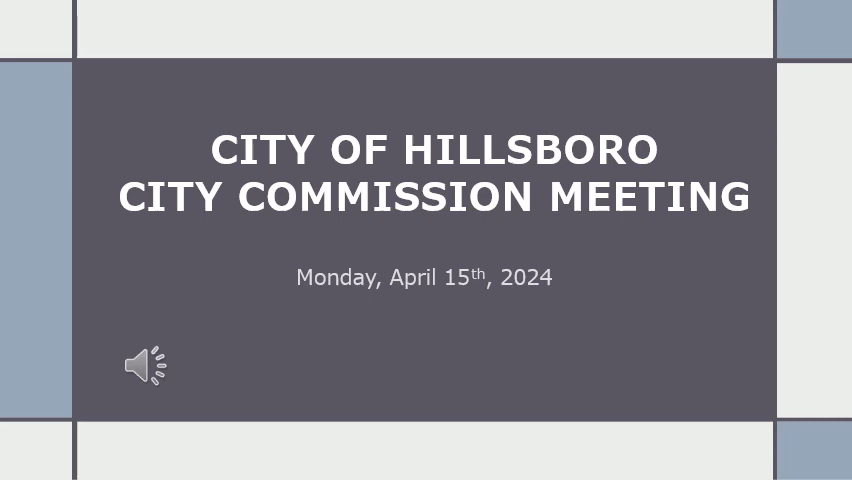 CITY OF HILLSBORO
CITY COMMISSION MEETING
Monday, April 15th, 2024